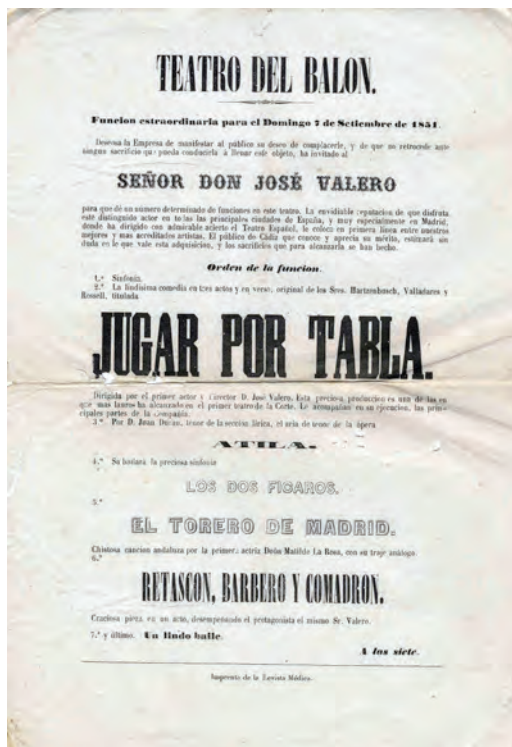 TEATRO DEL BALON.
Funcion estraordinaria para el Domingo 7 de Setiembre de 1851.
Deseosa la Empresa de manifestar al público su deseo de complacerle, y de que no retrocede ante
ningun sacrificio que pueda conducirla á llenar este objeto, ha invitado al
SEÑOR DON JOSÉ VALERO
para que dé un número determinado de funciones en este teatro. La envidiable reputacion de que disfruta
este distinguido actor en todas las principales ciudades de España, y muy especialmente en Madrid,
donde ha dirigido con admirable acierto el Teatro Español, le coloca en primera línea entre nuestros
mejores y mas acreditados artistas. El público de Cádiz que conoce y aprecia su mérito, estimará sin
duda en lo que vale esta adquisicion, y los sacrificios que para alcanzarla se han hecho.
Orden de la funcion.
1.º Sinfonía.
2.º La lindísima comedia en tres actos y en verso, original de los Sres. Hartzenbusch, Valladares y
Rossell, titulada
JUGAR POR TABLA.
Dirigida por el primer actor y director D. José Valero. Esta preciosa produccion es una de las en
que mas lauros ha alcanzado en el primer teatro de la Corte. Le acompañan en su ejecucion, las prin-
cipales partes de la compañía.
3.º Por D. Juan Duran, tenor de la seccion lírica, el aria de tenor de la ópera
ATILA.
4.º Se tocará la preciosa sinfonía
LOS DOS FIGAROS.
5.º
EL TORERO DE MADRID.
Chistosa cancion andaluza por la primera actriz Doña Matilde La Rosa, con su traje análogo.
6.º
RETASCON, BARBERO Y COMADRON.
Graciosa pieza en un acto, desempeñando el protagonista el mismo Sr. Valero.
7.º y último. Un lindo baile.
A las siete.
Imprenta de la Revista Médica.